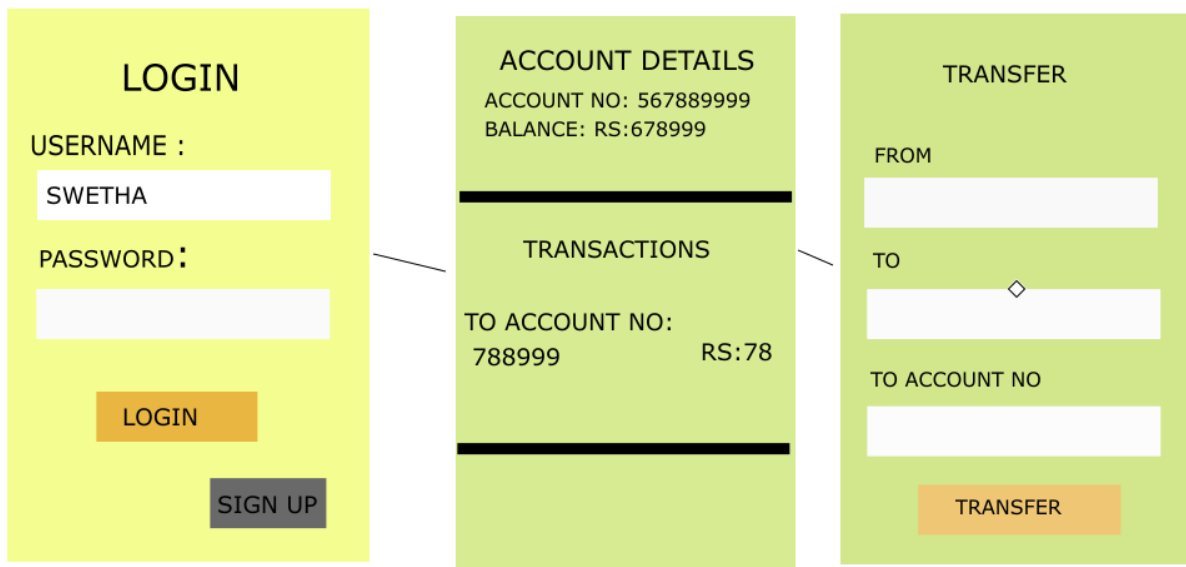 LOGIN
USERNAME :
SWETHA
PASSWORD:
LOGIN
SIGN UP
ACCOUNT DETAILS
ACCOUNT NO: 567889999
BALANCE: RS:678999
TRANSACTIONS
TO ACCOUNT NO:
788999 RS:78
TRANSFER
FROM
TO
TO ACCOUNT NO
TRANSFER